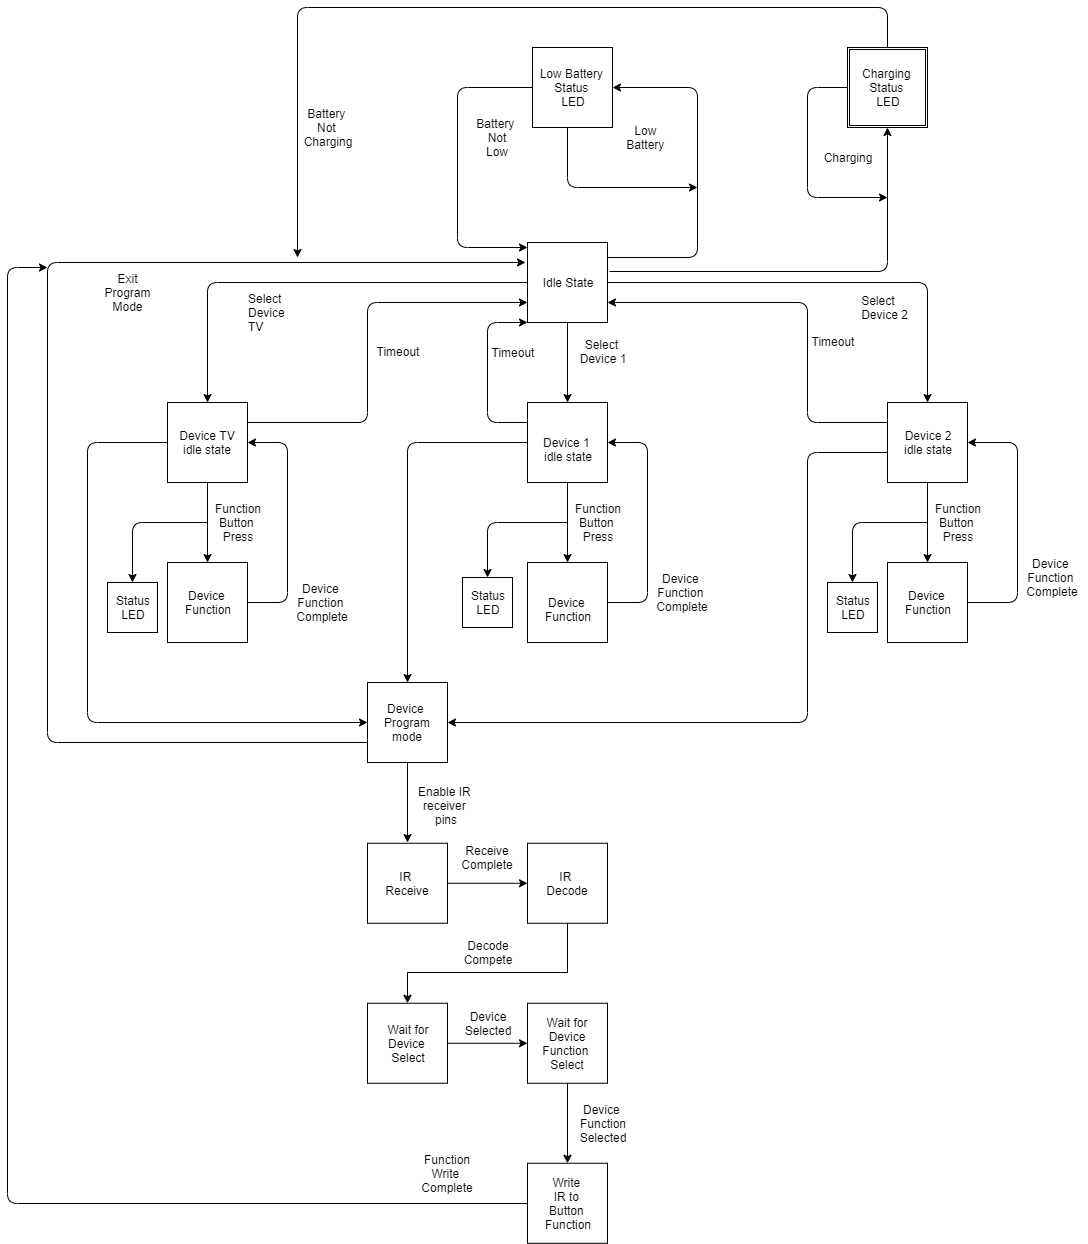 Low Battery
Status
LED
Charging
Status
LED
Battery
Not
Charging
Battery
Not
Low
Low
Battery
Charging
Idle State
Exit
Program
Mode
Select
Device
TV
Timeout
Timeout
Select
Device 1
Select
Device 2
Timeout
Device TV
idle state
Device 1
idle state
Device 2
idle state
Function
Button
Press
Function
Button
Press
Function
Button
Press
Status
LED
Device
Function
Device
Function
Complete
Status
LED
Device
Function
Device
Function
Complete
Status
LED
Device
Function
Device
Function
Complete
Device
Program
mode
Enable IR
receiver
pins
IR
Receive
Receive
Complete
IR
Decode
Decode
Compete
Wait for
Device
Select
Device
Selected
Wait for
Device
Function
Select
Device
Function
Selected
Function
Write
Complete
Write
IR to
Button
Function